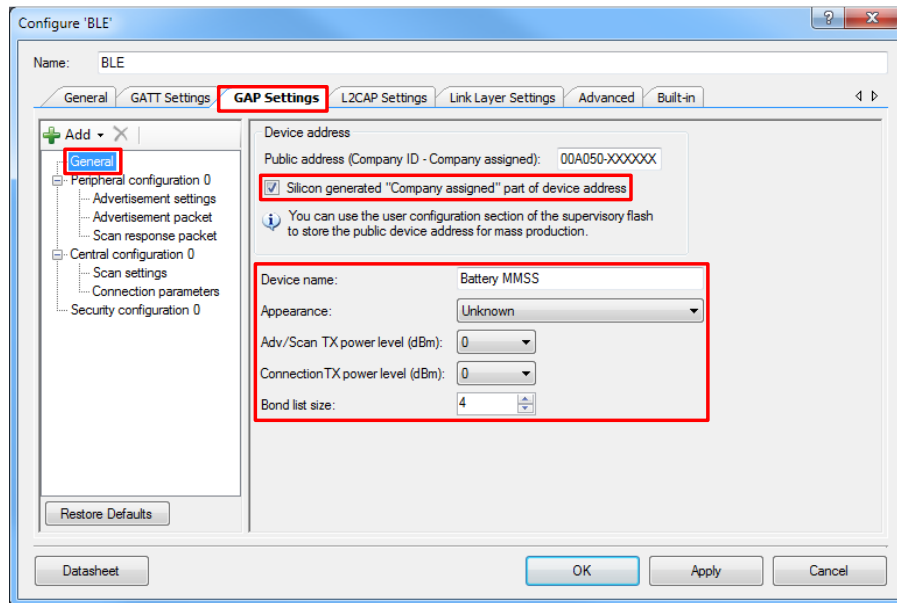 Configure 'BLE'
Name: BLE
General GATT Settings GAP Settings L2CAP Settings Link Layer Settings Advanced Built-in
Add
General
Peripheral configuration 0
Advertisement settings
Advertisement packet
Scan response packet
Central configuration 0
Scan settings
Connection parameters
Security configuration 0
Restore Defaults
Device address
Public address (Company ID - Company assigned): 00A050-XXXXXX
Silicon generated "Company assigned" part of device address
You can use the user configuration section of the supervisory flash
to store the public device address for mass production.
Device name: Battery MMSS
Appearance: Unknown
Adv/Scan TX power level (dBm): 0
ConnectionTX power level (dBm): 0
Bond list size: 4
Datasheet OK Apply Cancel